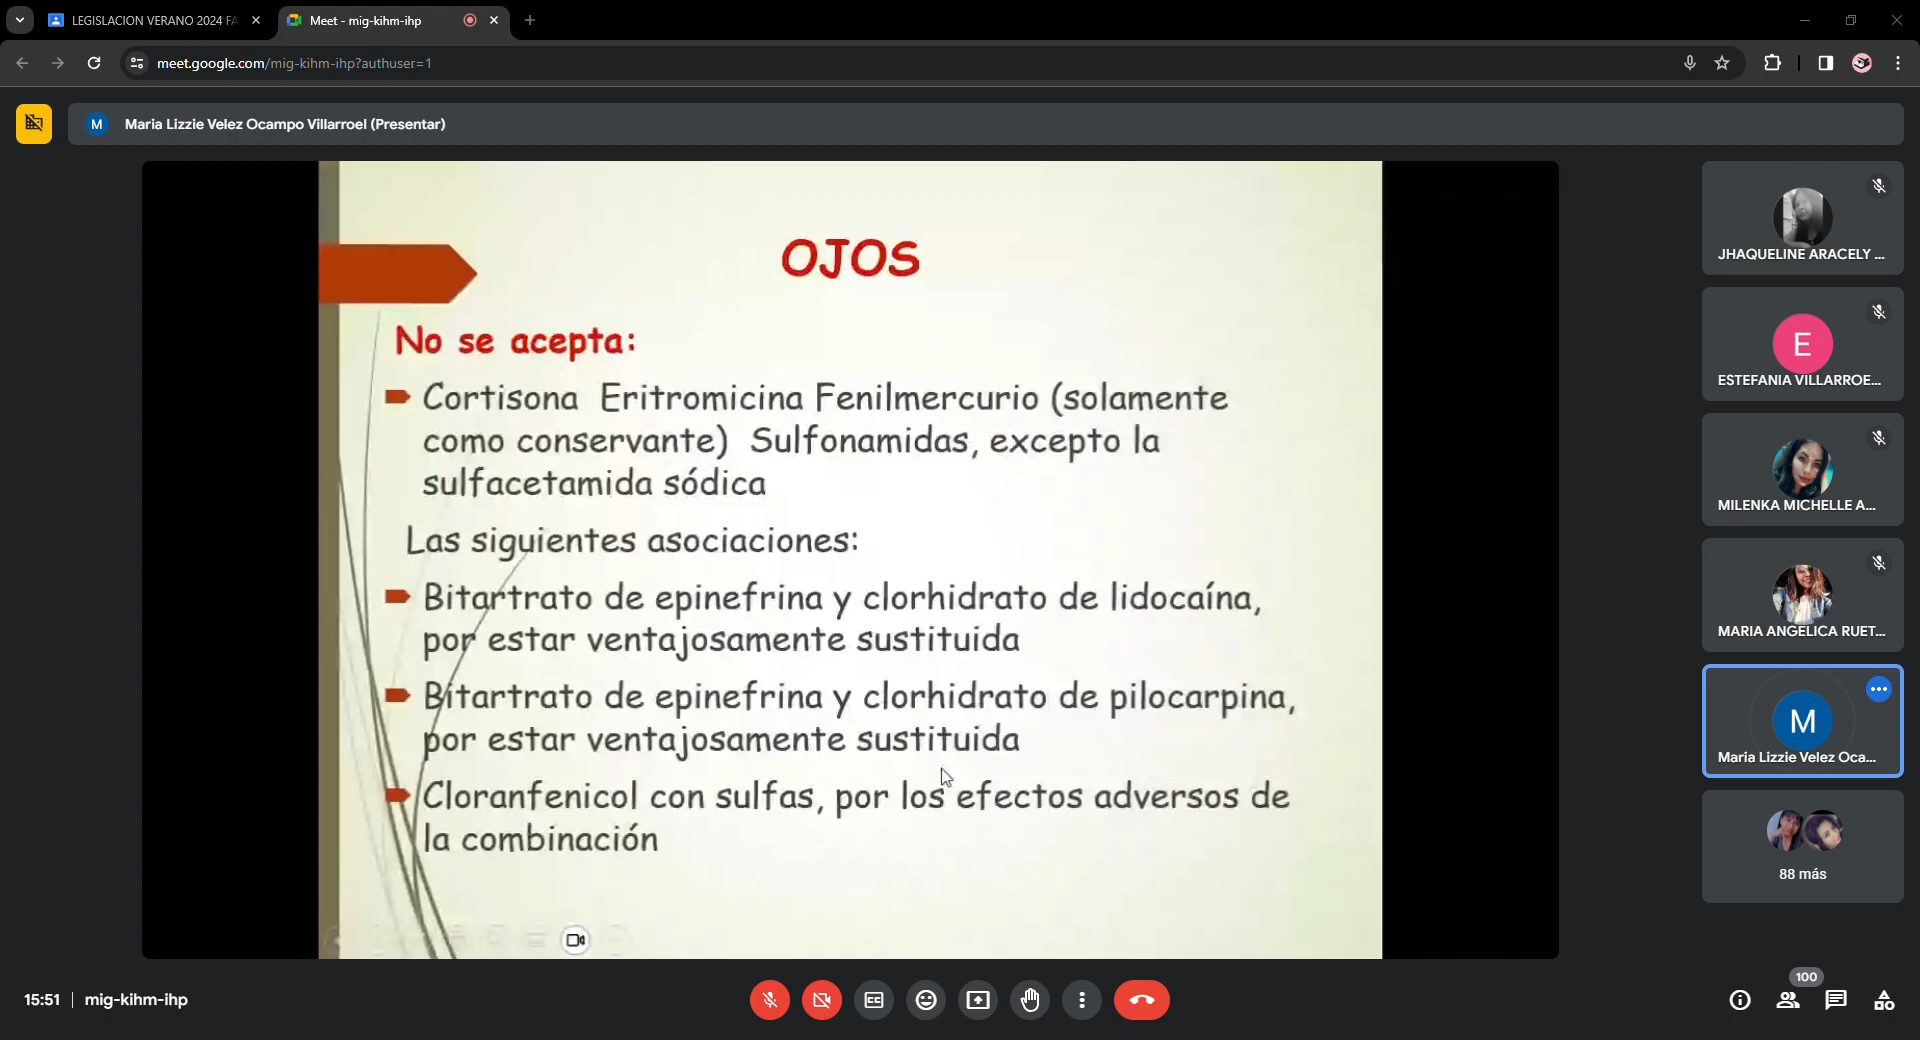 LEGISLACION VERANO 2024 FA
Meet - mig-kihm-ihp
meet.google.com/mig-kihm-ihp?authuser=1
M
Maria Lizzie Velez Ocampo Villarroel (Presentar)
OJOS
No se acepta:
Cortisona Eritromicina Fenilmercurio (solamente
como conservante) Sulfonamidas, excepto la
sulfacetamida sódica
Las siguientes asociaciones:
Bitartrato de epinefrina y clorhidrato de lidocaína,
por estar ventajosamente sustituida
Bitartrato de epinefrina y clorhidrato de pilocarpina,
por estar ventajosamente sustituida
Cloranfenicol con sulfas, por los efectos adversos de
la combinación
JHAQUELINE ARACELY ...
E
ESTEFANIA VILLARROE...
MILENKA MICHELLE A...
MARIA ANGELICA RUET...
M
Maria Lizzie Velez Oca...
88 más
15:51 | mig-kihm-ihp
100